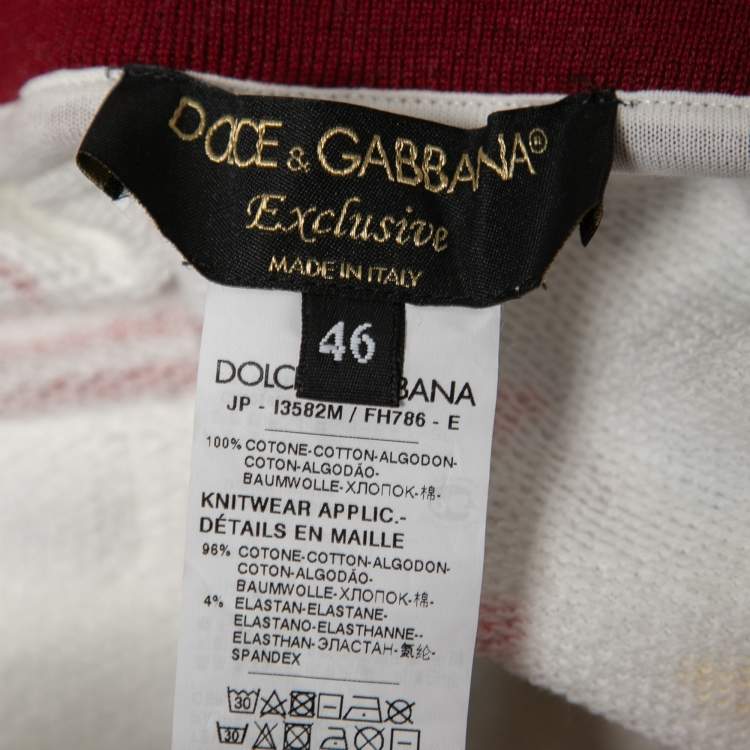 DOLCE & GABBANA®
Exclusive
MADE IN ITALY
46
DOLC BANA
JP - I3582M / FH786 - E
100% COTONE-COTTON-ALGODON-
COTON-ALGODÃO-
BAUMWOLLE-ХЛОПОК-棉-
KNITWEAR APPLIC.-
DÉTAILS EN MAILLE
96% COTONE-COTTON-ALGODON-
COTON-ALGODÃO-
BAUMWOLLE-ХЛОПОК-棉-
4% ELASTAN-ELASTANE-
ELASTANO-ELASTHANNE--
ELASTHAN-ЭЛАСТАН-氨纶-
SPANDEX
30
30